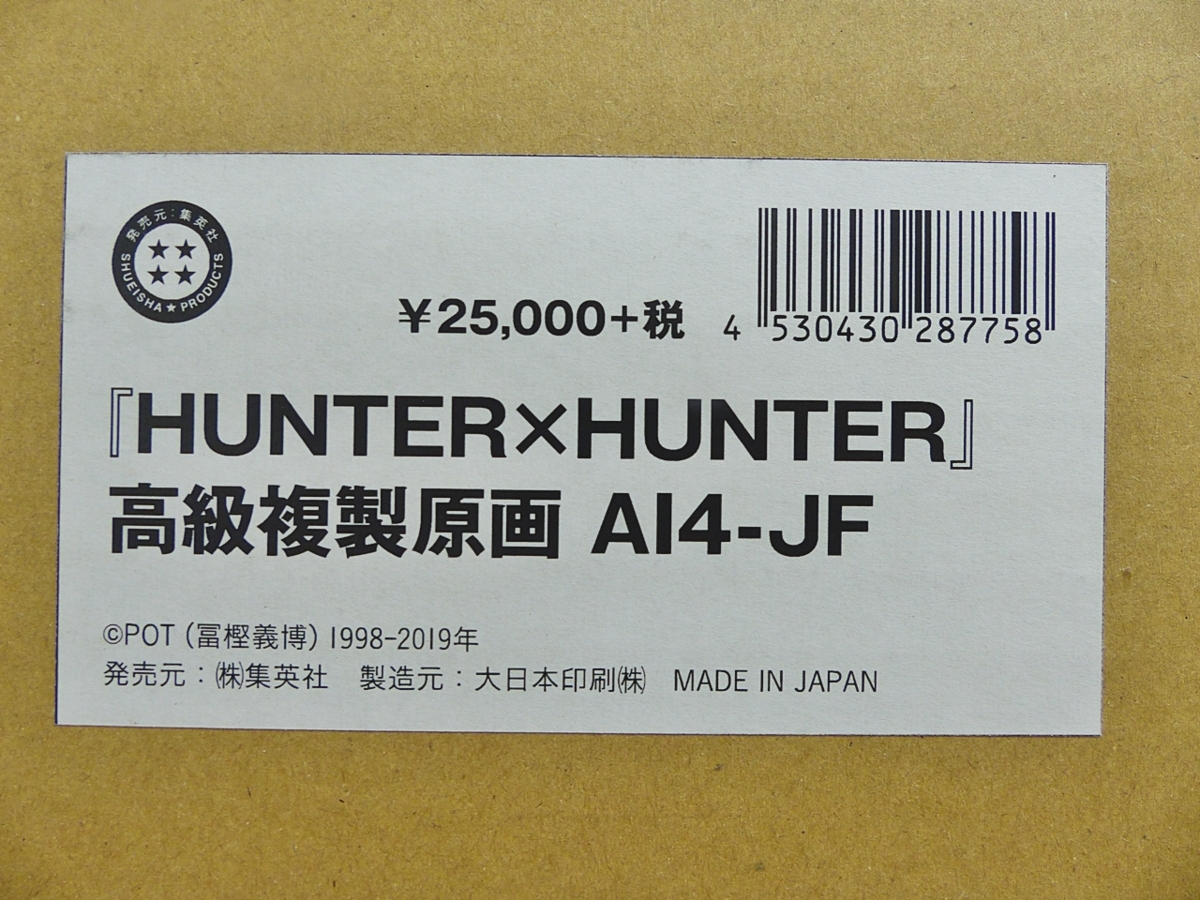 発売元：集英社
SHUEISHA★PRODUCTS
¥25,000+税
4 530430 287758
『HUNTER×HUNTER』
高級複製原画 AI4-JF
©POT（冨樫義博）1998-2019年
発売元：㈱集英社　製造元：大日本印刷㈱　MADE IN JAPAN